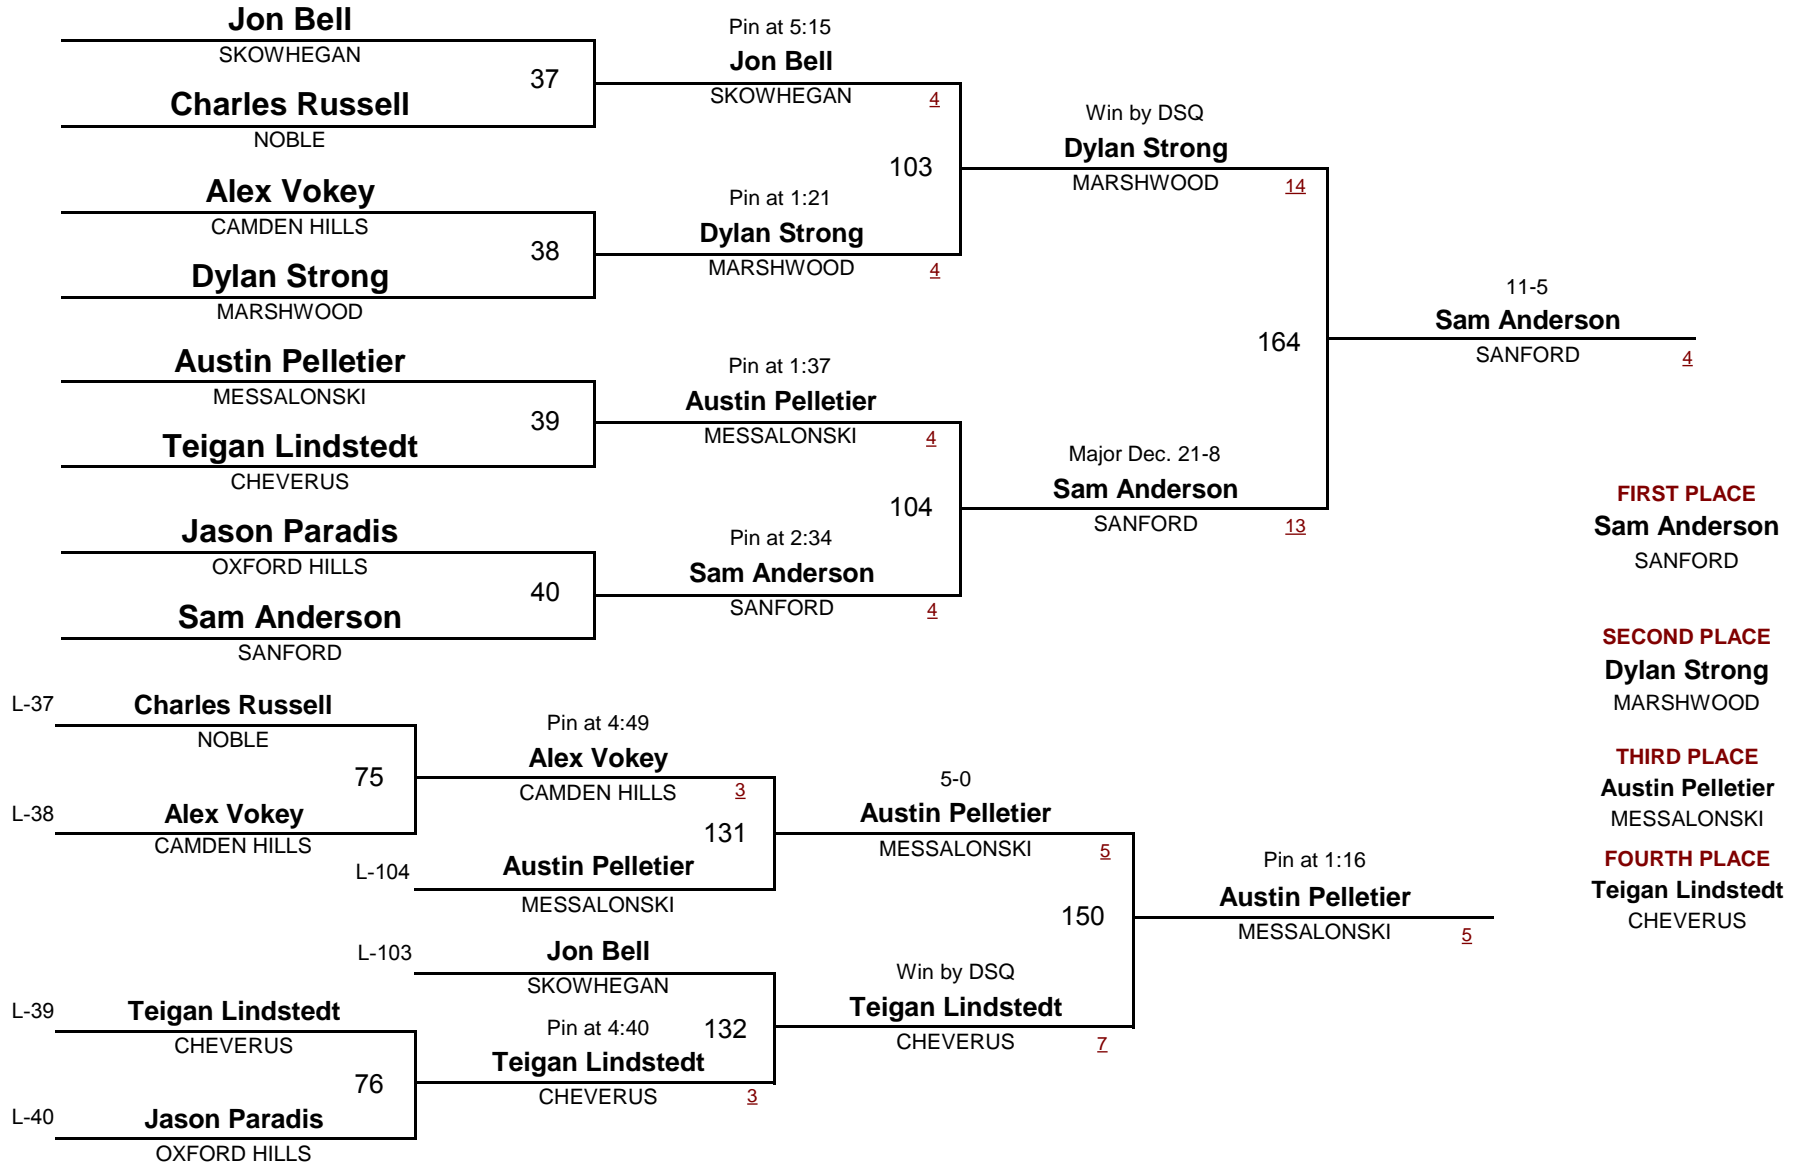 Jon Bell
SKOWHEGAN
37
Charles Russell
NOBLE
Alex Vokey
CAMDEN HILLS
38
Dylan Strong
MARSHWOOD
Austin Pelletier
MESSALONSKI
39
Teigan Lindstedt
CHEVERUS
Jason Paradis
OXFORD HILLS
40
Sam Anderson
SANFORD
Pin at 5:15
Jon Bell
SKOWHEGAN 4
103
Pin at 1:21
Dylan Strong
MARSHWOOD 4
Pin at 1:37
Austin Pelletier
MESSALONSKI 4
104
Pin at 2:34
Sam Anderson
SANFORD 4
Win by DSQ
Dylan Strong
MARSHWOOD 14
164
Major Dec. 21-8
Sam Anderson
SANFORD 13
11-5
Sam Anderson
SANFORD 4
L-37 Charles Russell
NOBLE
75
L-38 Alex Vokey
CAMDEN HILLS
Pin at 4:49
Alex Vokey
CAMDEN HILLS 3
131
L-104 Austin Pelletier
MESSALONSKI
L-103 Jon Bell
SKOWHEGAN
132
L-39 Teigan Lindstedt
CHEVERUS
76
L-40 Jason Paradis
OXFORD HILLS
Pin at 4:40
Teigan Lindstedt
CHEVERUS 3
5-0
Austin Pelletier
MESSALONSKI 5
150
Win by DSQ
Teigan Lindstedt
CHEVERUS 7
Pin at 1:16
Austin Pelletier
MESSALONSKI 5
FIRST PLACE
Sam Anderson
SANFORD
SECOND PLACE
Dylan Strong
MARSHWOOD
THIRD PLACE
Austin Pelletier
MESSALONSKI
FOURTH PLACE
Teigan Lindstedt
CHEVERUS